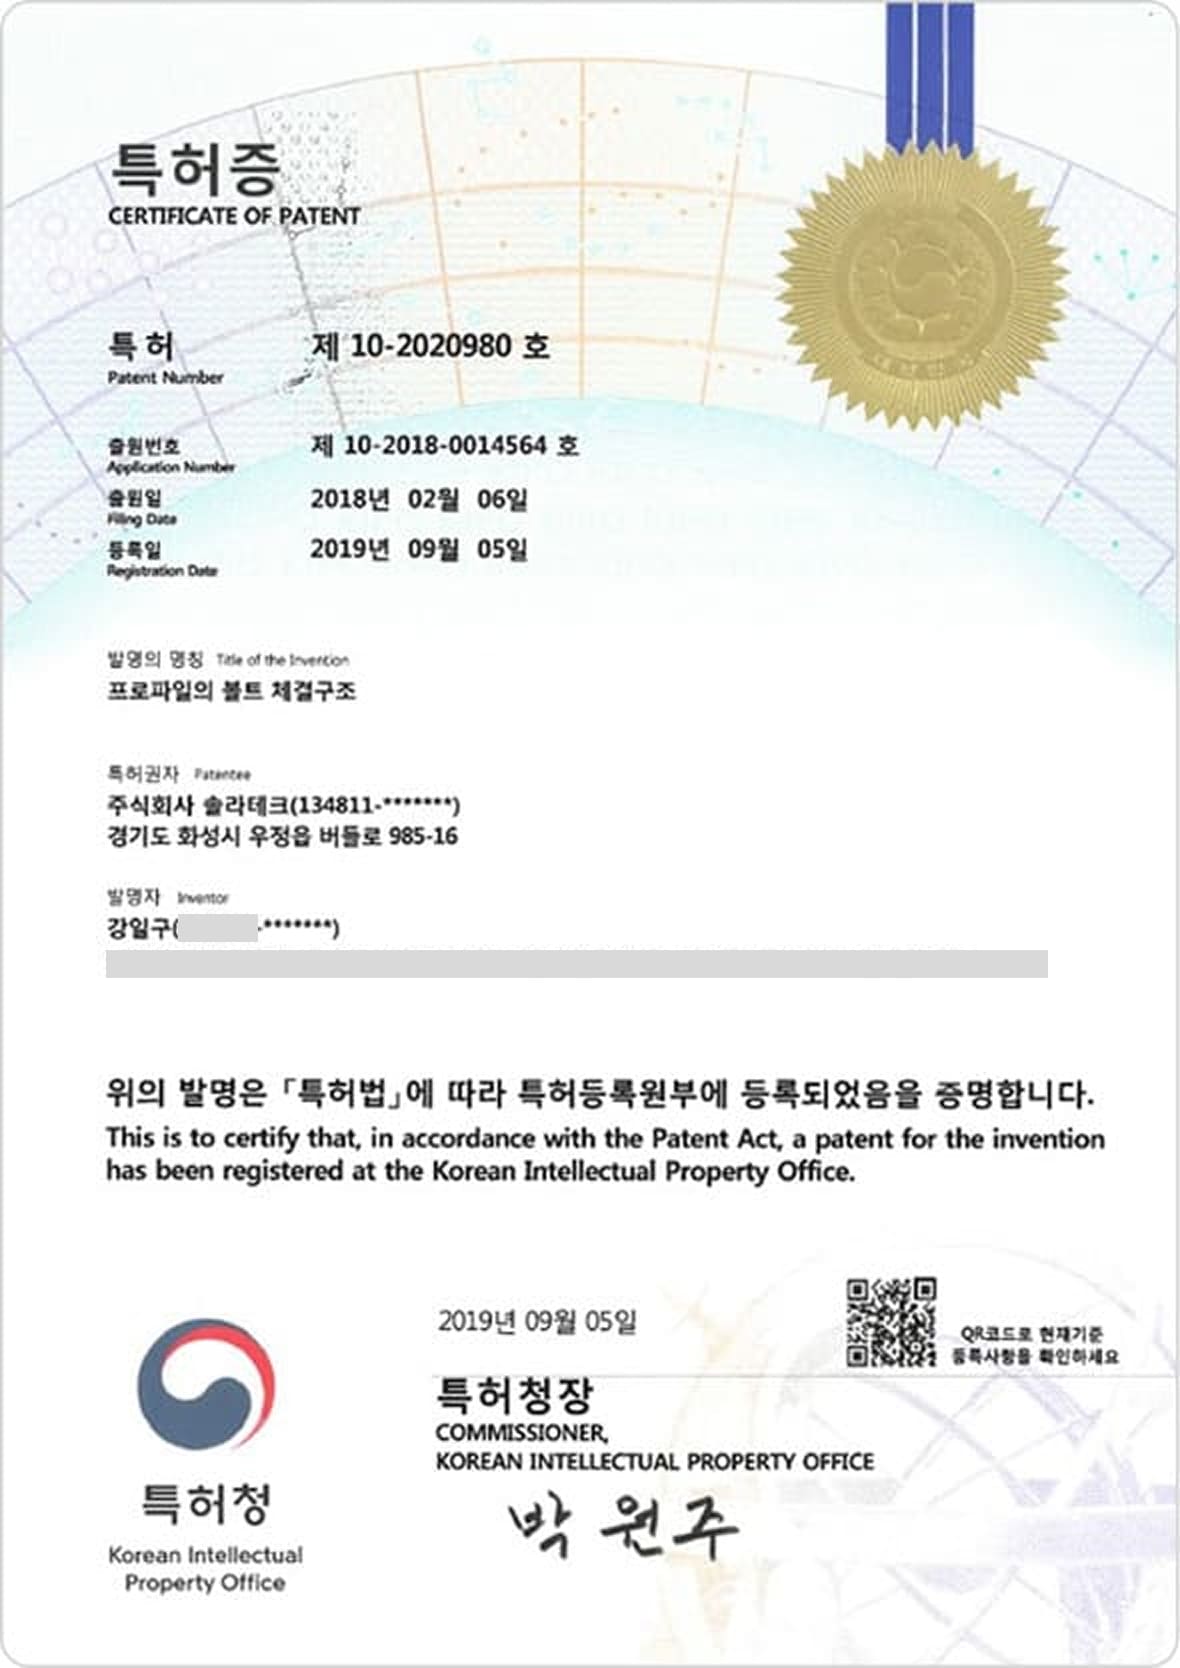 특허증
CERTIFICATE OF PATENT
특허 제 10-2020980 호
Patent Number
출원번호 제 10-2018-0014564 호
Application Number
출원일 2018년 02월 06일
Filing Date
등록일 2019년 09월 05일
Registration Date
발명의 명칭 Title of the Invention
프로파일의 볼트 체결구조
특허권자 Patentee
주식회사 솔라테크(134811-*******)
경기도 화성시 우정읍 버들로 985-16
발명자 Inventor
강일구( -*******)
위의 발명은 「특허법」에 따라 특허등록원부에 등록되었음을 증명합니다.
This is to certify that, in accordance with the Patent Act, a patent for the invention
has been registered at the Korean Intellectual Property Office.
2019년 09월 05일
QR코드로 현재기준
등록사항을 확인하세요
특허청장
COMMISSIONER,
KOREAN INTELLECTUAL PROPERTY OFFICE
박원주
특허청
Korean Intellectual
Property Office